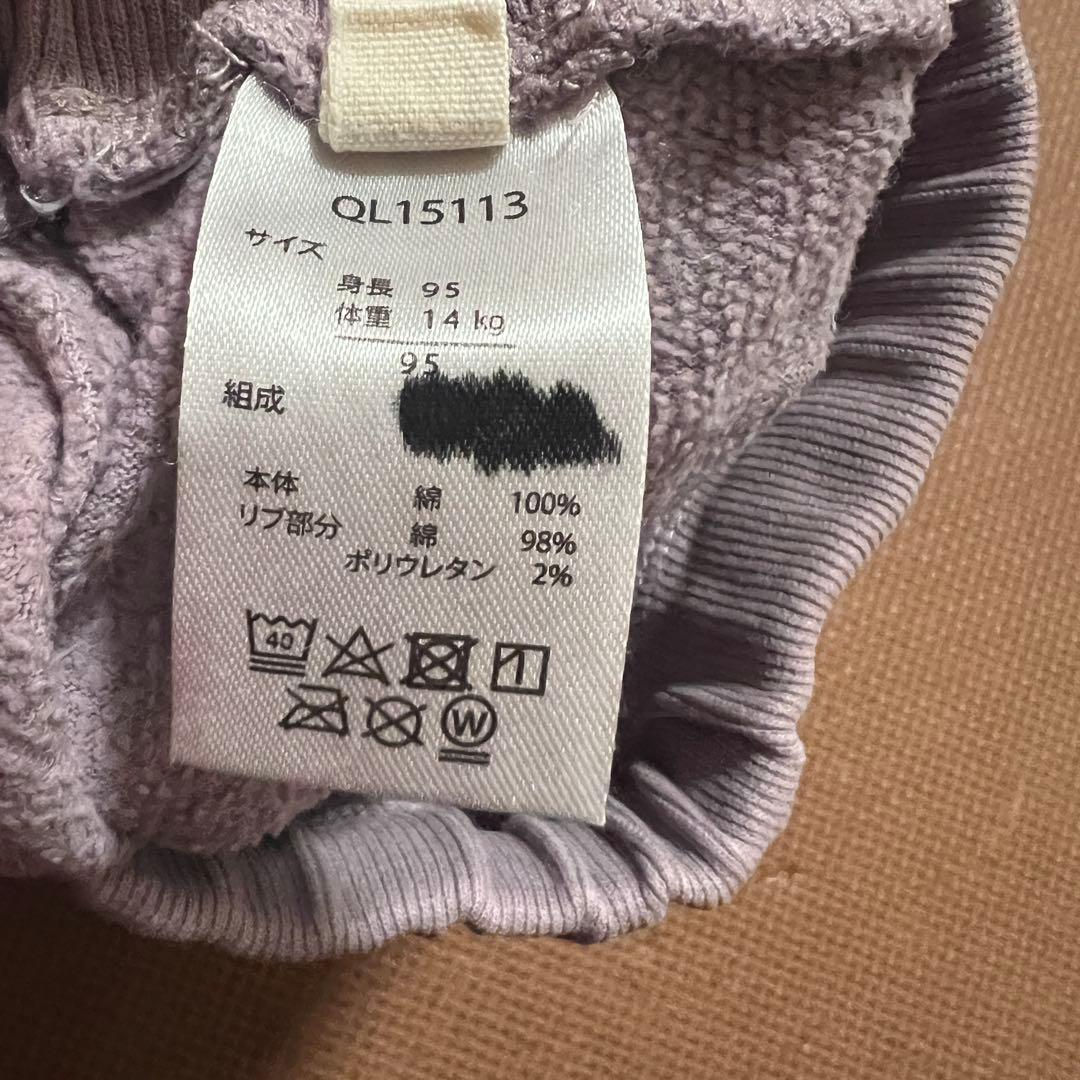 QL15113
サイズ
身長 95
体重 14 kg
95
組成
本体 綿 100%
リブ部分 綿 98%
ポリウレタン 2%
40
W